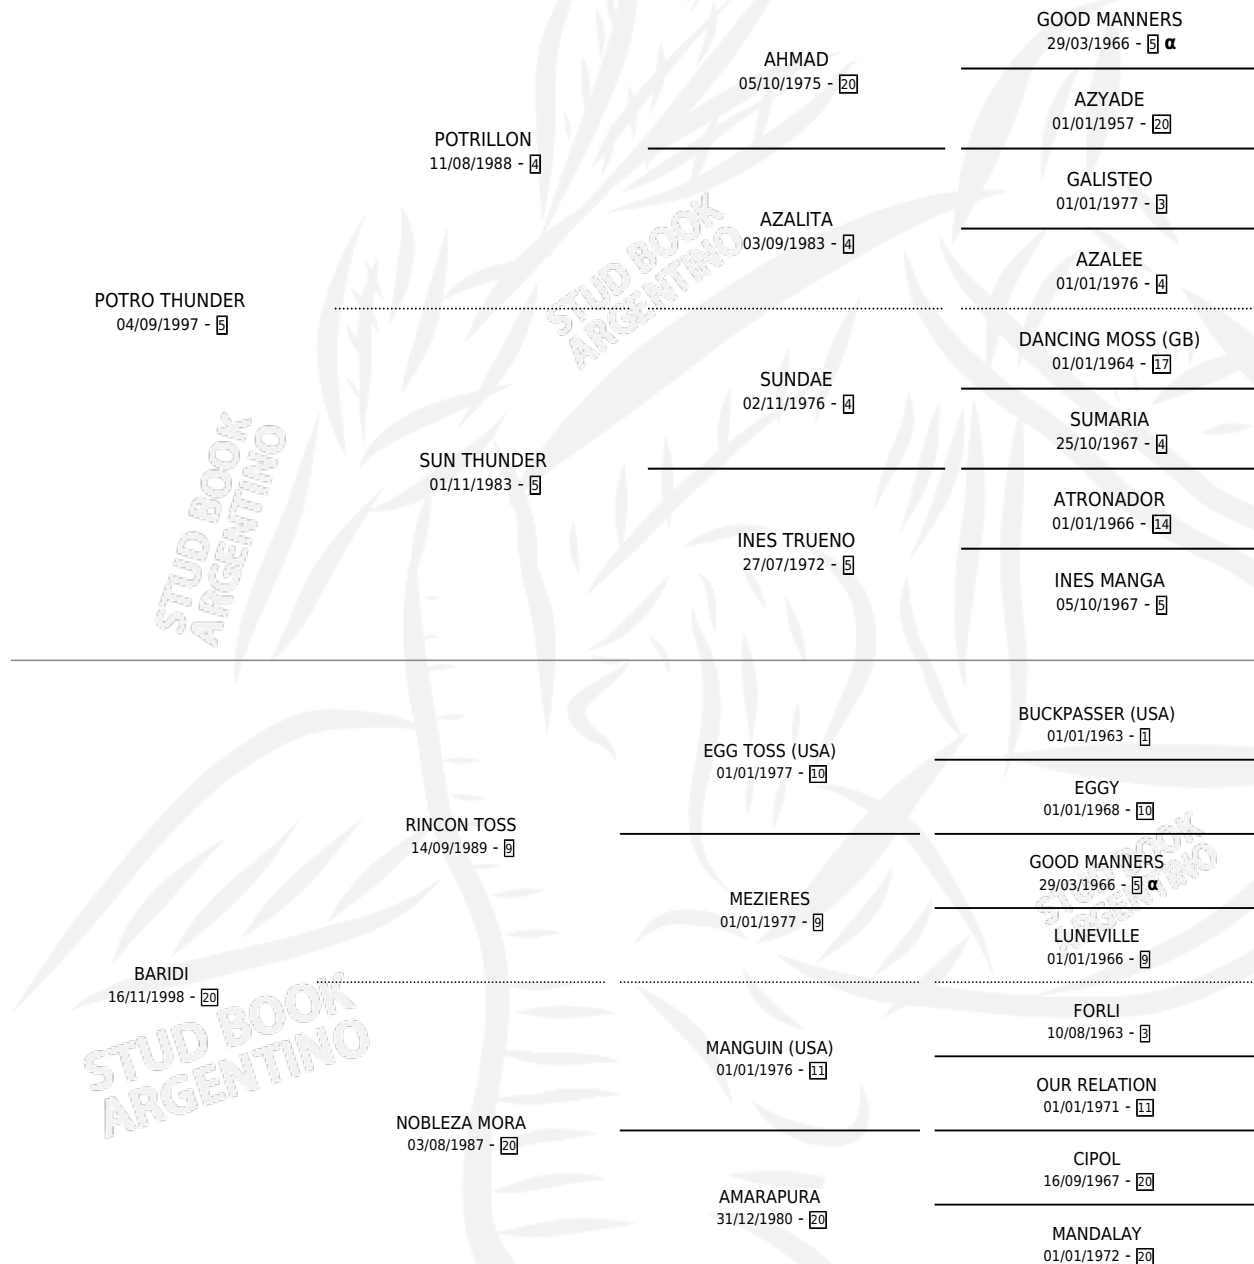 GOOD MANNERS
29/03/1966 - 5 α
AHMAD
05/10/1975 - 20
AZYADE
01/01/1957 - 20
POTRILLON
11/08/1988 - 4
GALISTEO
01/01/1977 - 3
AZALITA
03/09/1983 - 4
AZALEE
01/01/1976 - 4
POTRO THUNDER
04/09/1997 - 5
DANCING MOSS (GB)
01/01/1964 - 17
SUNDAE
02/11/1976 - 4
SUMARIA
25/10/1967 - 4
SUN THUNDER
01/11/1983 - 5
ATRONADOR
01/01/1966 - 14
INES TRUENO
27/07/1972 - 5
INES MANGA
05/10/1967 - 5
STUD BOOK
ARGENTINO
STUD BOOK
ARGENTINO
BUCKPASSER (USA)
01/01/1963 - 1
EGG TOSS (USA)
01/01/1977 - 10
EGGY
01/01/1968 - 10
RINCON TOSS
14/09/1989 - 9
GOOD MANNERS
29/03/1966 - 5 α
MEZIERES
01/01/1977 - 9
LUNEVILLE
01/01/1966 - 9
BARIDI
16/11/1998 - 20
FORLI
10/08/1963 - 3
MANGUIN (USA)
01/01/1976 - 11
OUR RELATION
01/01/1971 - 11
NOBLEZA MORA
03/08/1987 - 20
CIPOL
16/09/1967 - 20
AMARAPURA
31/12/1980 - 20
MANDALAY
01/01/1972 - 20
STUD BOOK
ARGENTINO
STUD BOOK
ARGENTINO